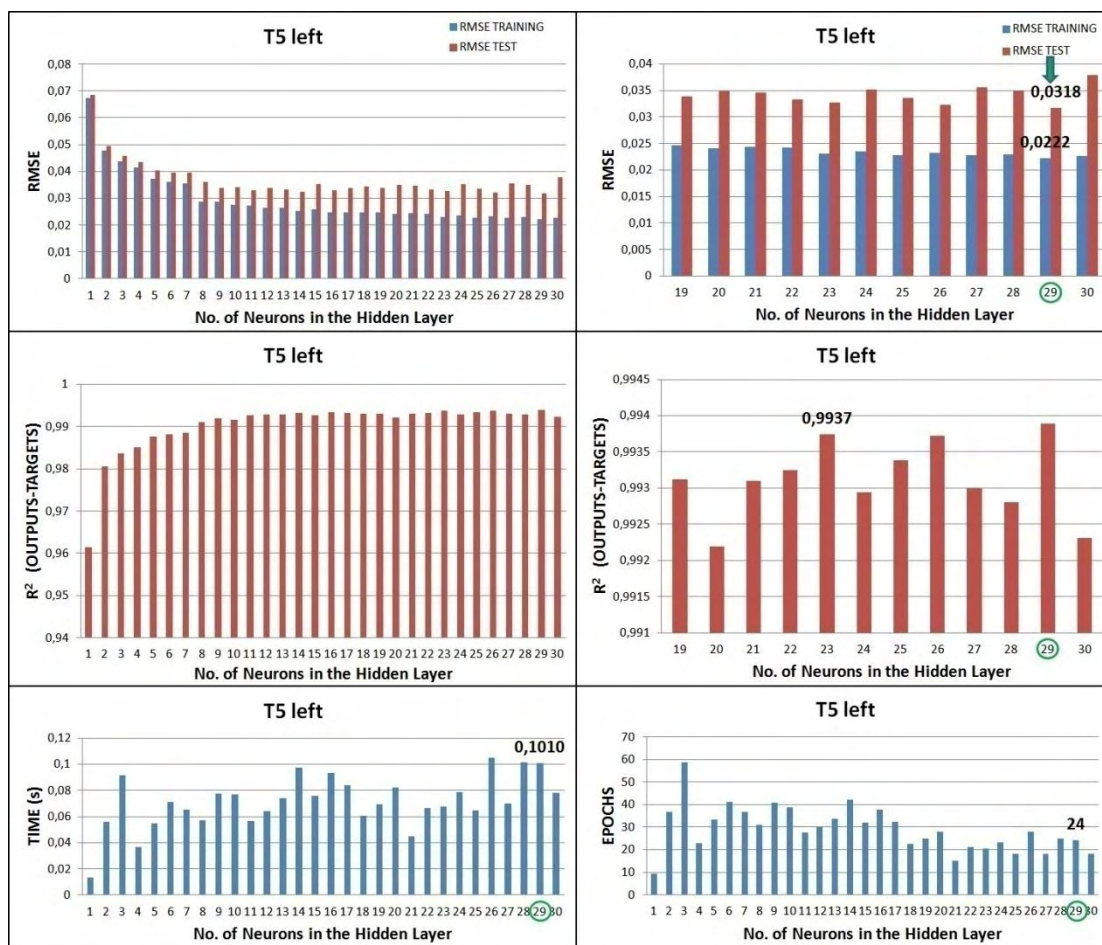 T5 left
RMSE TRAINING
RMSE TEST
0,08
0,07
0,06
0,05
0,04
0,03
0,02
0,01
0
RMSE
1 2 3 4 5 6 7 8 9 10 11 12 13 14 15 16 17 18 19 20 21 22 23 24 25 26 27 28 29 30
No. of Neurons in the Hidden Layer
T5 left
RMSE TRAINING
RMSE TEST
0,04
0,035
0,03
0,025
0,02
0,015
0,01
0,005
0
RMSE
0,0318
0,0222
19 20 21 22 23 24 25 26 27 28 29 30
No. of Neurons in the Hidden Layer
T5 left
1
0,99
0,98
0,97
0,96
0,95
0,94
R² (OUTPUTS-TARGETS)
1 2 3 4 5 6 7 8 9 10 11 12 13 14 15 16 17 18 19 20 21 22 23 24 25 26 27 28 29 30
No. of Neurons in the Hidden Layer
T5 left
0,9945
0,994
0,9935
0,993
0,9925
0,992
0,9915
0,991
R² (OUTPUTS-TARGETS)
0,9937
19 20 21 22 23 24 25 26 27 28 29 30
No. of Neurons in the Hidden Layer
T5 left
0,12
0,1
0,08
0,06
0,04
0,02
0
TIME (s)
0,1010
1 2 3 4 5 6 7 8 9 10 11 12 13 14 15 16 17 18 19 20 21 22 23 24 25 26 27 28 29 30
No. of Neurons in the Hidden Layer
T5 left
70
60
50
40
30
20
10
0
EPOCHS
24
1 2 3 4 5 6 7 8 9 10 11 12 13 14 15 16 17 18 19 20 21 22 23 24 25 26 27 28 29 30
No. of Neurons in the Hidden Layer